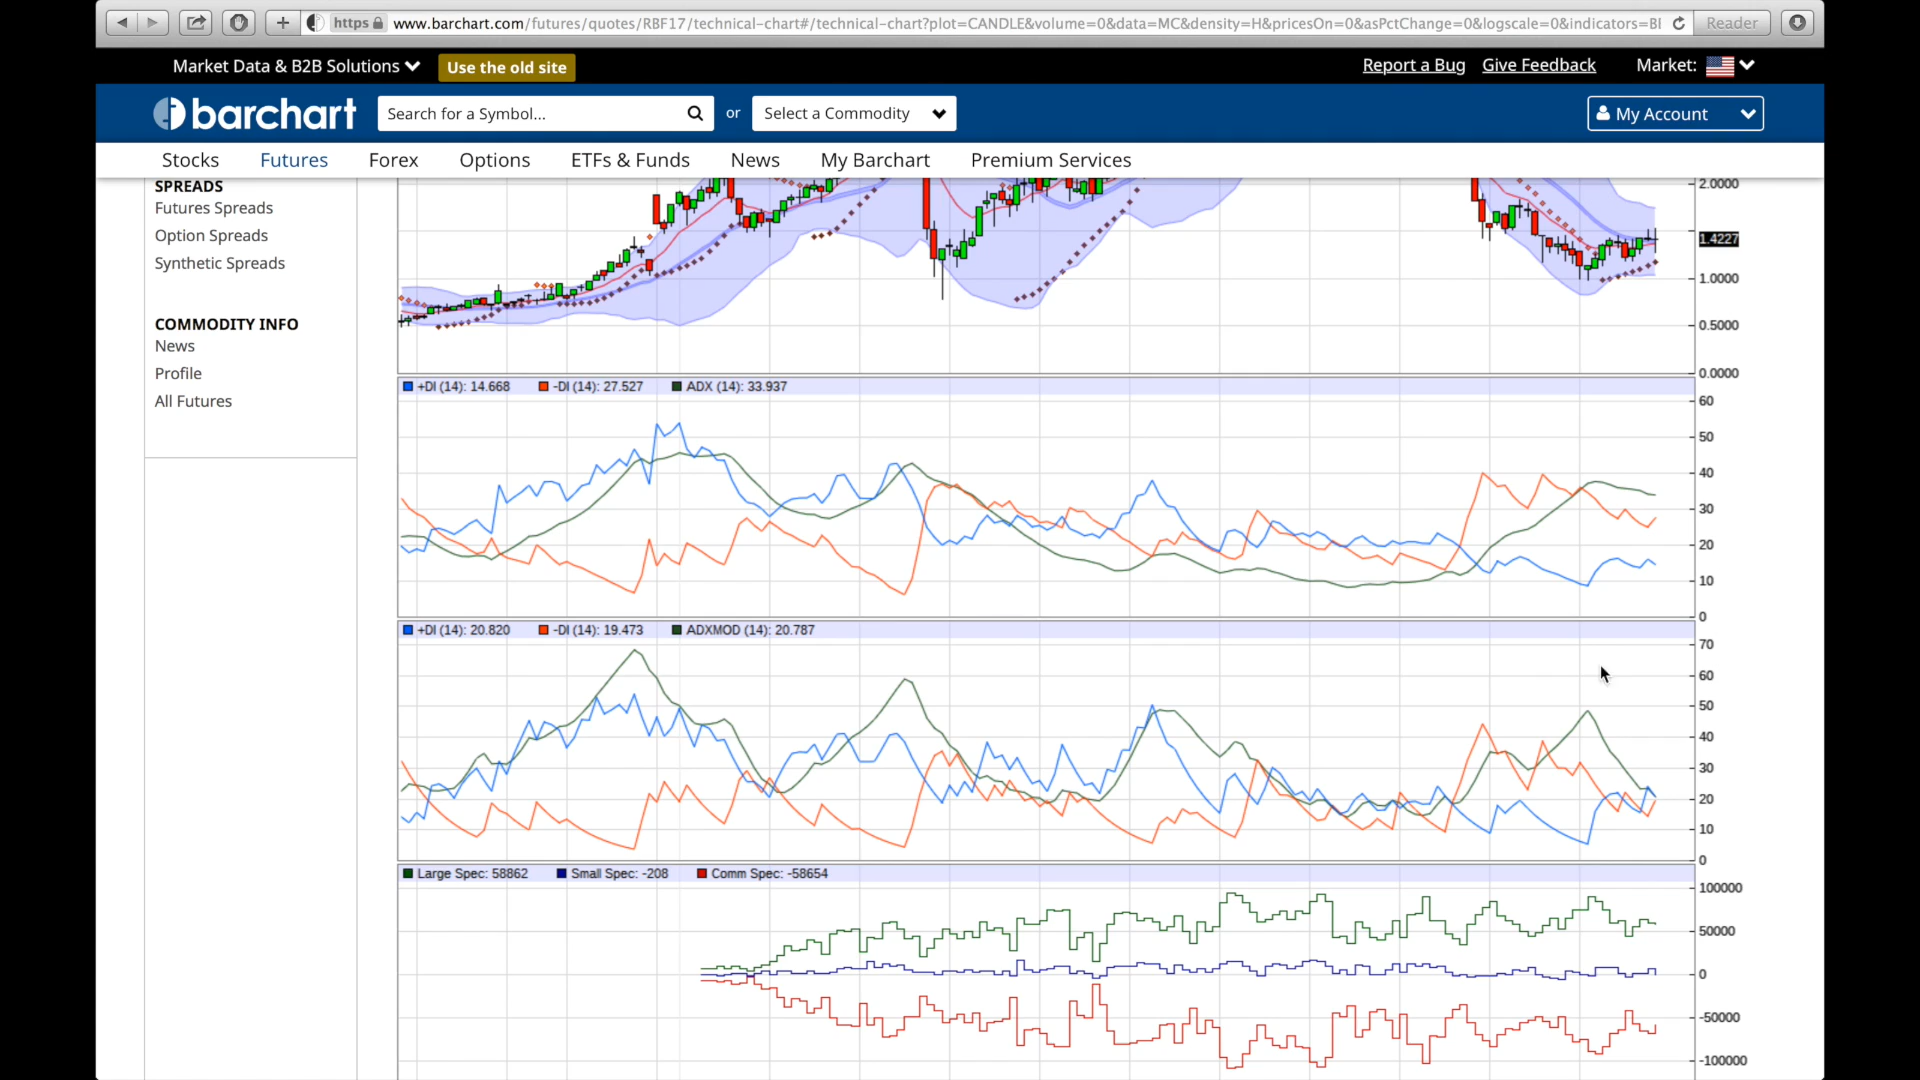 https www.barchart.com/futures/quotes/RBF17/technical-chart#/technical-chart?plot=CANDLE&volume=0&data=MC&density=H&pricesOn=0&asPctChange=0&logscale=0&indicators=BI Reader
Market Data & B2B Solutions Use the old site Report a Bug Give Feedback Market:
barchart Search for a Symbol... or Select a Commodity My Account
Stocks Futures Forex Options ETFs & Funds News My Barchart Premium Services
SPREADS
Futures Spreads
Option Spreads
Synthetic Spreads
COMMODITY INFO
News
Profile
All Futures
2.0000
1.4227
1.0000
0.5000
0.0000
+DI (14): 14.668 -DI (14): 27.527 ADX (14): 33.937
60
50
40
30
20
10
0
+DI (14): 20.820 -DI (14): 19.473 ADXMOD (14): 20.787
70
60
50
40
30
20
10
0
Large Spec: 58862 Small Spec: -208 Comm Spec: -58654
100000
50000
0
-50000
-100000